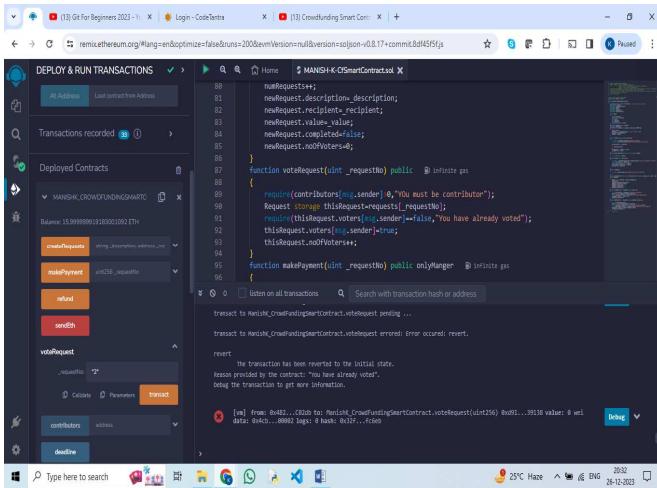 (13) Git For Beginners 2023 - Yo
Login - CodeTantra
(13) Crowdfunding Smart Contr
remix.ethereum.org/#lang=en&optimize=false&runs=200&evmVersion=null&version=soljson-v0.8.17+commit.8df45f5f.js
Paused
DEPLOY & RUN TRANSACTIONS
Home
MANISH-K-CfSmartContract.sol
At Address
Load contract from Address
Transactions recorded 33
Deployed Contracts
MANISHK_CROWDFUNDINGSMARTC
Balance: 15.999999919183001092 ETH
createRequests
makePayment
uint256 _requestNo
refund
sendEth
voteRequest
_requestNo:
"2"
Calldata
Parameters
transact
contributors
address
deadline
80 numRequests++;
81 newRequest.description=_description;
82 newRequest.recipient=_recipient;
83 newRequest.value=_value;
84 newRequest.completed=false;
85 newRequest.noOfVoters=0;
86 }
87 function voteRequest(uint _requestNo) public infinite gas
88 {
89 require(contributors[msg.sender]>0,"You must be contributor");
90 Request storage thisRequest=requests[_requestNo];
91 require(thisRequest.voters[msg.sender]==false,"You have already voted");
92 thisRequest.voters[msg.sender]=true;
93 thisRequest.noOfVoters++;
94 }
95 function makePayment(uint _requestNo) public onlyManger infinite gas
96 {
0
listen on all transactions
Search with transaction hash or address
transact to ManishK_CrowdFundingSmartContract.voteRequest pending ...
transact to ManishK_CrowdFundingSmartContract.voteRequest errored: Error occured: revert.
revert
The transaction has been reverted to the initial state.
Reason provided by the contract: "You have already voted".
Debug the transaction to get more information.
[vm] from: 0x4B2...C02db to: ManishK_CrowdFundingSmartContract.voteRequest(uint256) 0xd91...39138 value: 0 wei
data: 0x4cb...00002 logs: 0 hash: 0x32f...fc6eb
Debug
Type here to search
25°C Haze
ENG
20:32
26-12-2023